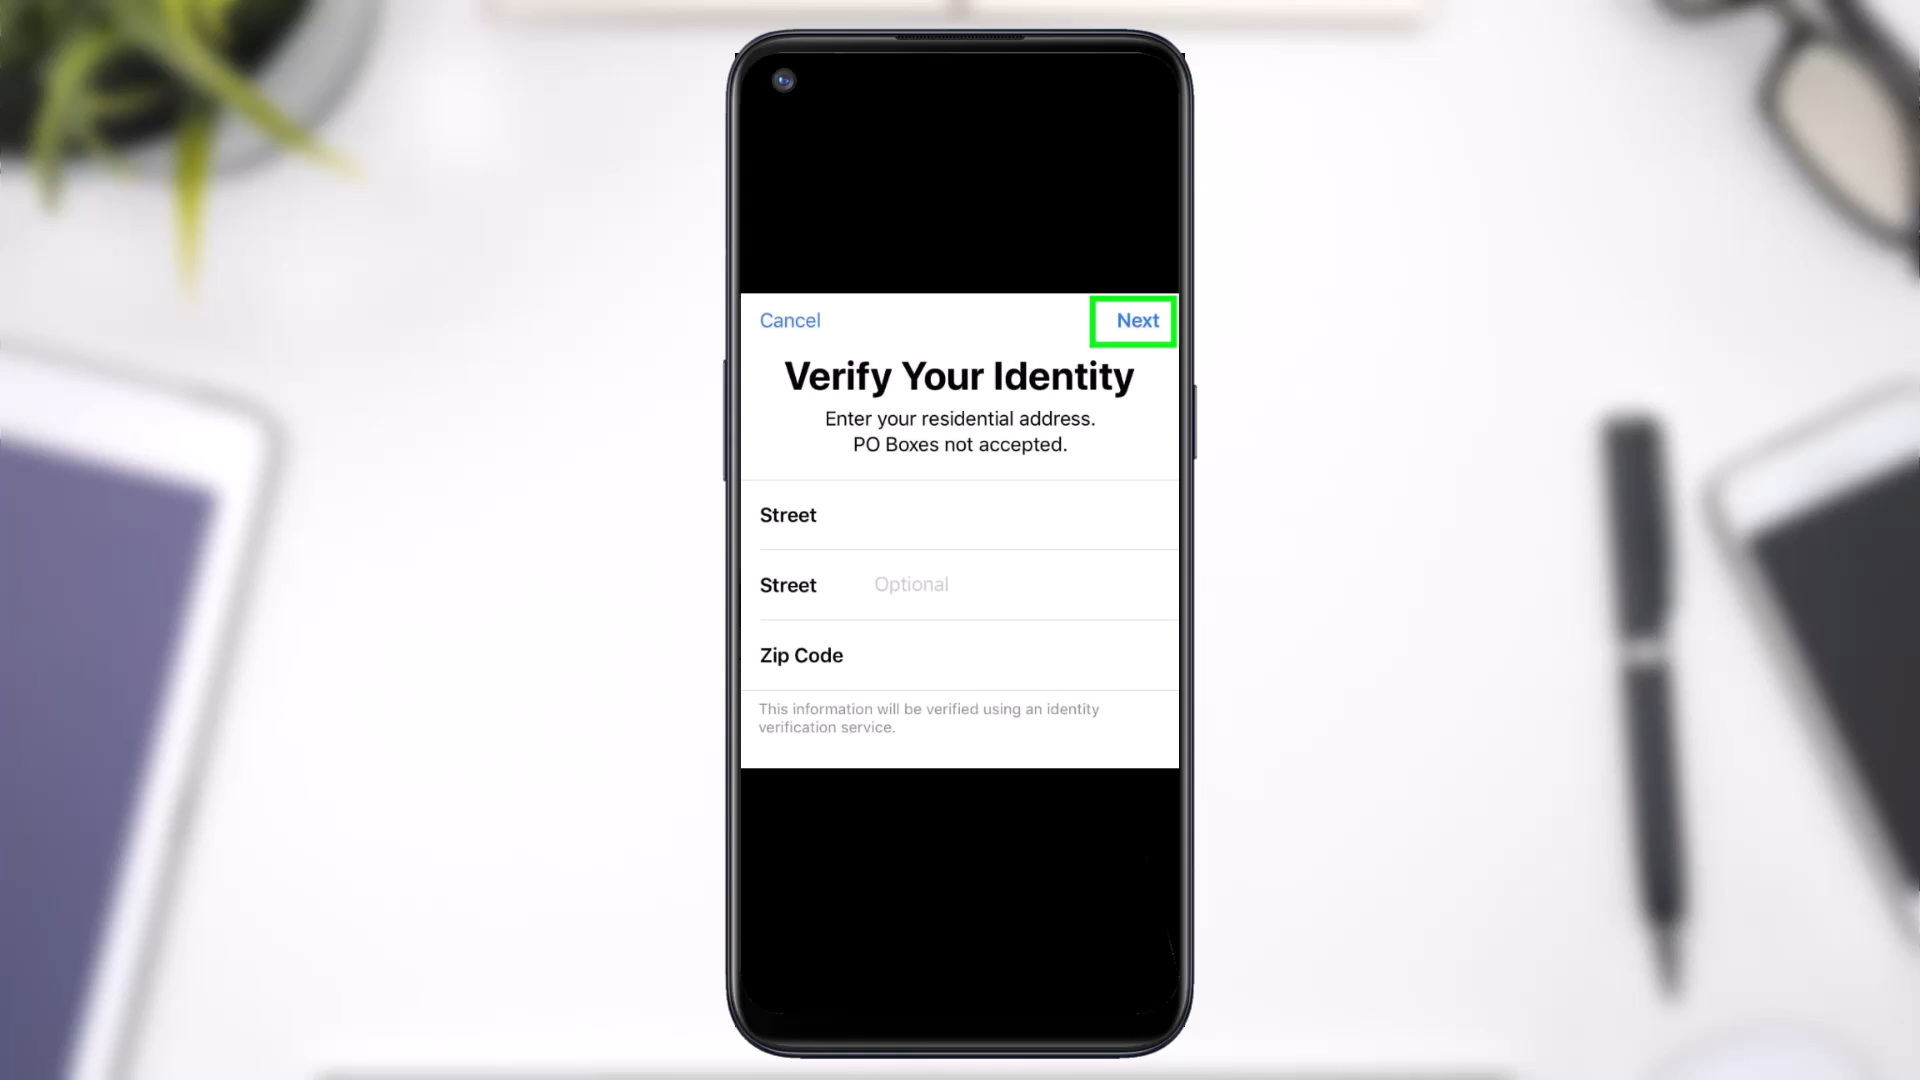 Cancel Next
Verify Your Identity
Enter your residential address.
PO Boxes not accepted.
Street
Street Optional
Zip Code
This information will be verified using an identity
verification service.